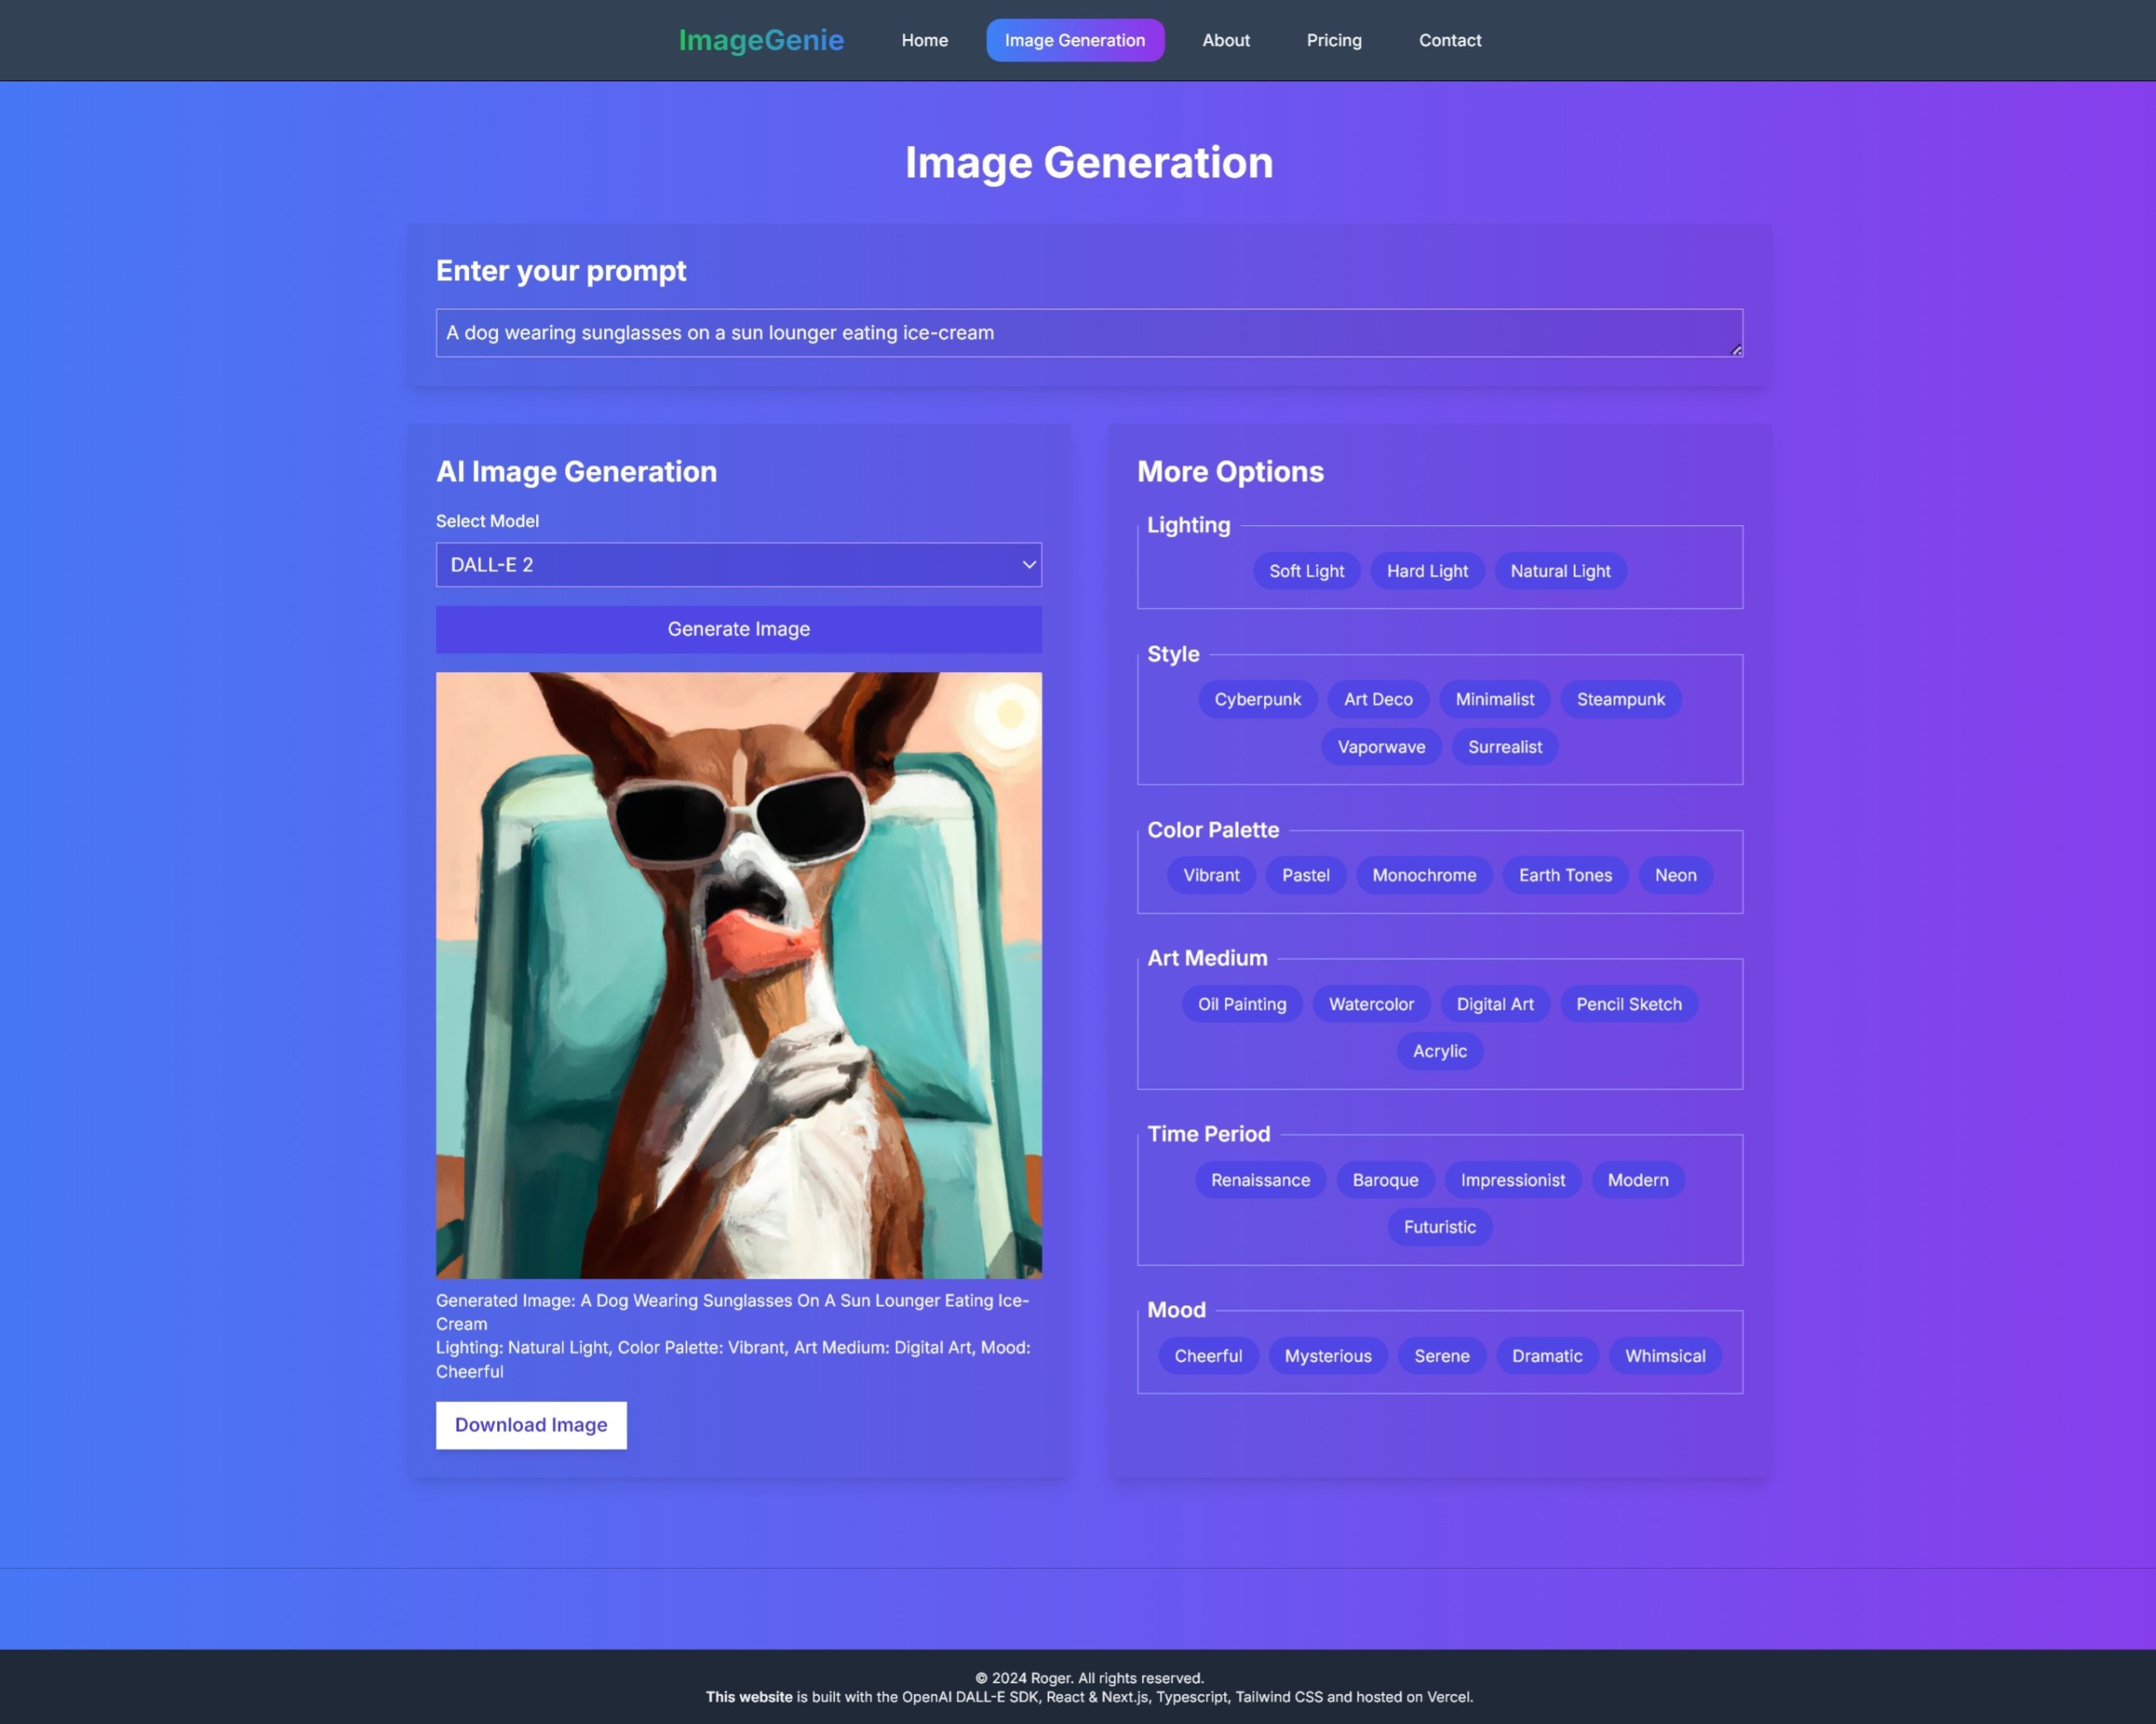 ImageGenie
Home
Image Generation
About
Pricing
Contact
Image Generation
Enter your prompt
A dog wearing sunglasses on a sun lounger eating ice-cream
AI Image Generation
Select Model
DALL-E 2
Generate Image
Generated Image: A Dog Wearing Sunglasses On A Sun Lounger Eating Ice-
Cream
Lighting: Natural Light, Color Palette: Vibrant, Art Medium: Digital Art, Mood:
Cheerful
Download Image
More Options
Lighting
Soft Light Hard Light Natural Light
Style
Cyberpunk Art Deco Minimalist Steampunk
Vaporwave Surrealist
Color Palette
Vibrant Pastel Monochrome Earth Tones Neon
Art Medium
Oil Painting Watercolor Digital Art Pencil Sketch
Acrylic
Time Period
Renaissance Baroque Impressionist Modern
Futuristic
Mood
Cheerful Mysterious Serene Dramatic Whimsical
© 2024 Roger. All rights reserved.
This website is built with the OpenAI DALL-E SDK, React & Next.js, Typescript, Tailwind CSS and hosted on Vercel.